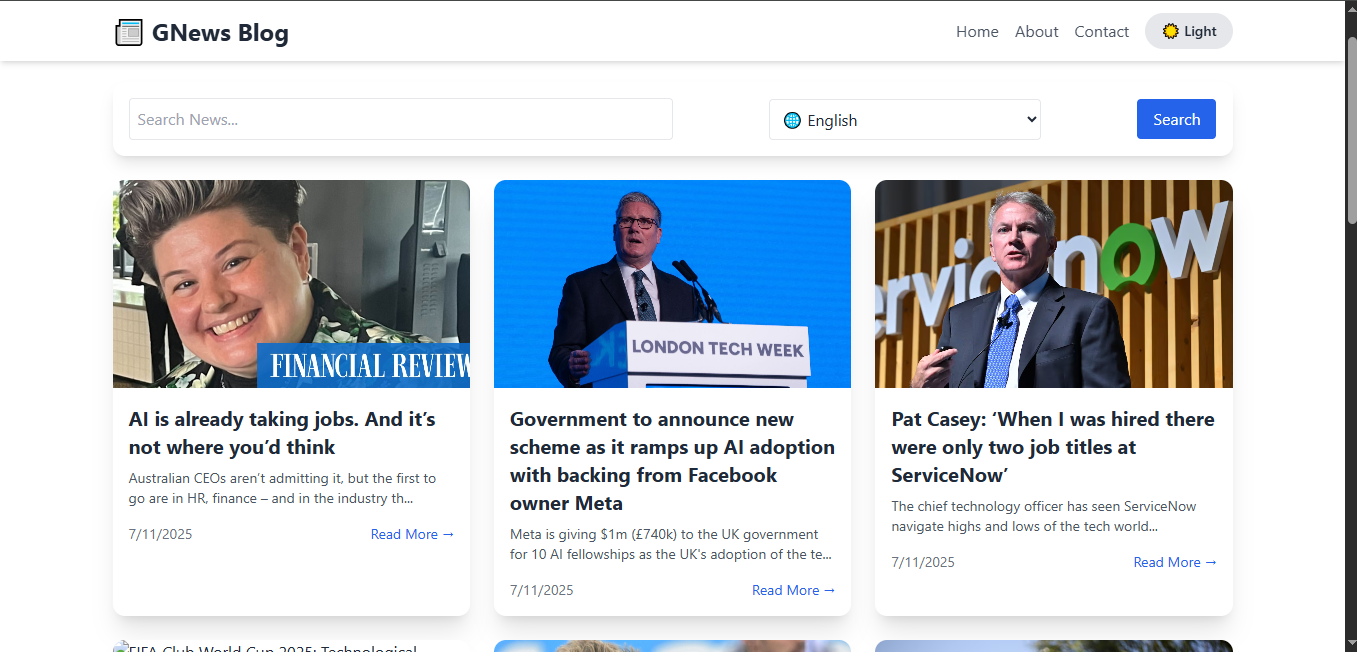 GNews Blog
Home About Contact Light
Search News...
English
Search
FINANCIAL REVIEW
LONDON TECH WEEK
servicenow
AI is already taking jobs. And it’s
not where you’d think
Australian CEOs aren’t admitting it, but the first to
go are in HR, finance – and in the industry th...
7/11/2025 Read More →
Government to announce new
scheme as it ramps up AI adoption
with backing from Facebook
owner Meta
Meta is giving $1m (£740k) to the UK government
for 10 AI fellowships as the UK's adoption of the te...
7/11/2025 Read More →
Pat Casey: ‘When I was hired there
were only two job titles at
ServiceNow’
The chief technology officer has seen ServiceNow
navigate highs and lows of the tech world...
7/11/2025 Read More →
FIFA Club World Cup 2025: Technological